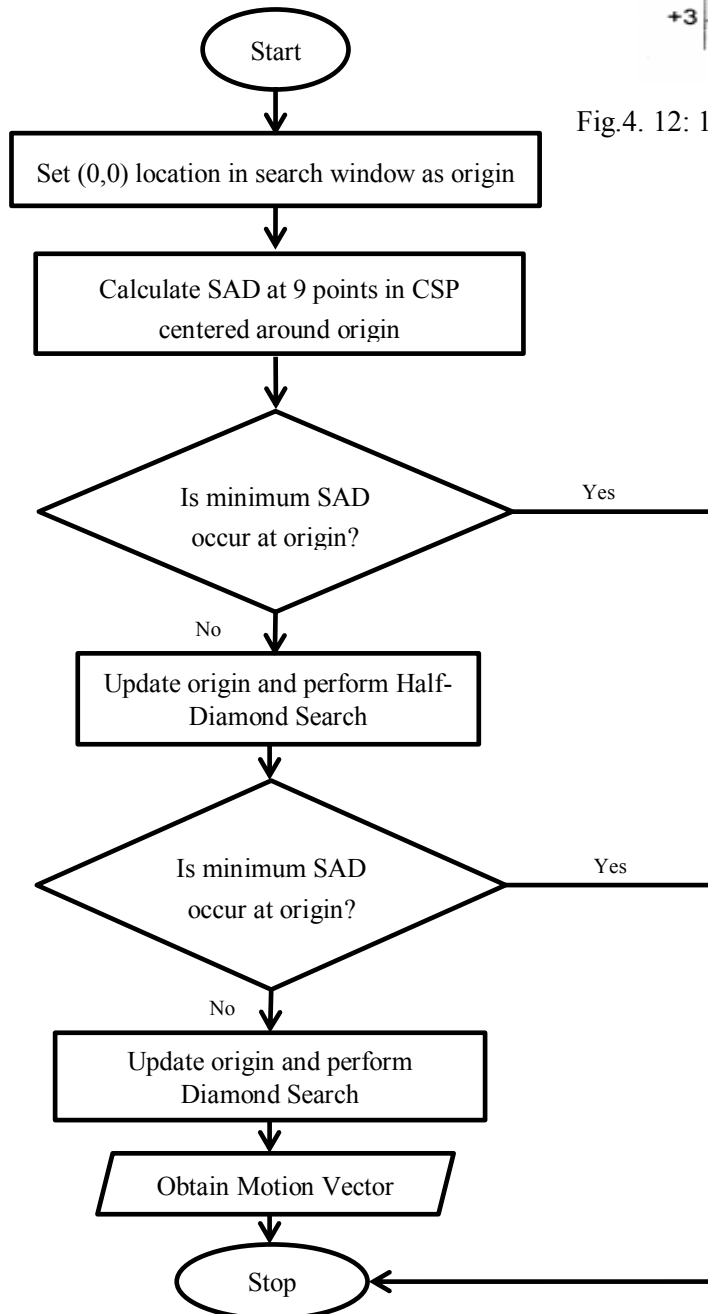 +3
Fig.4. 12: 1
Start
Set (0,0) location in search window as origin
Calculate SAD at 9 points in CSP
centered around origin
Is minimum SAD
occur at origin?
Yes
No
Update origin and perform Half-
Diamond Search
Is minimum SAD
occur at origin?
Yes
No
Update origin and perform
Diamond Search
Obtain Motion Vector
Stop